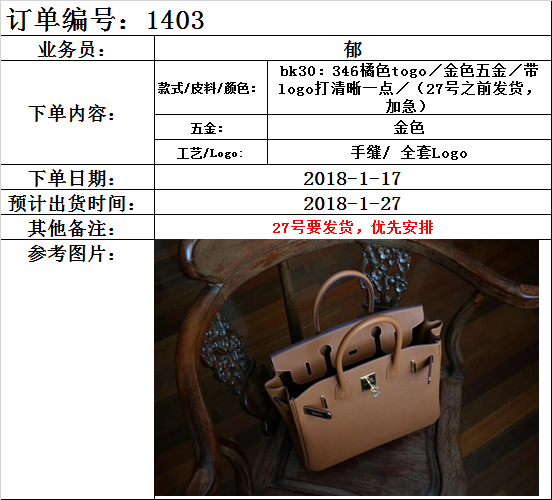 订单编号：1403
业务员：
郁
下单内容：
款式/皮料/颜色：
bk30：346橘色togo／金色五金／带
logo打清晰一点／（27号之前发货，
加急）
五金：
金色
工艺/Logo：
手缝/ 全套Logo
下单日期：
2018-1-17
预计出货时间：
2018-1-27
其他备注：
27号要发货，优先安排
参考图片：